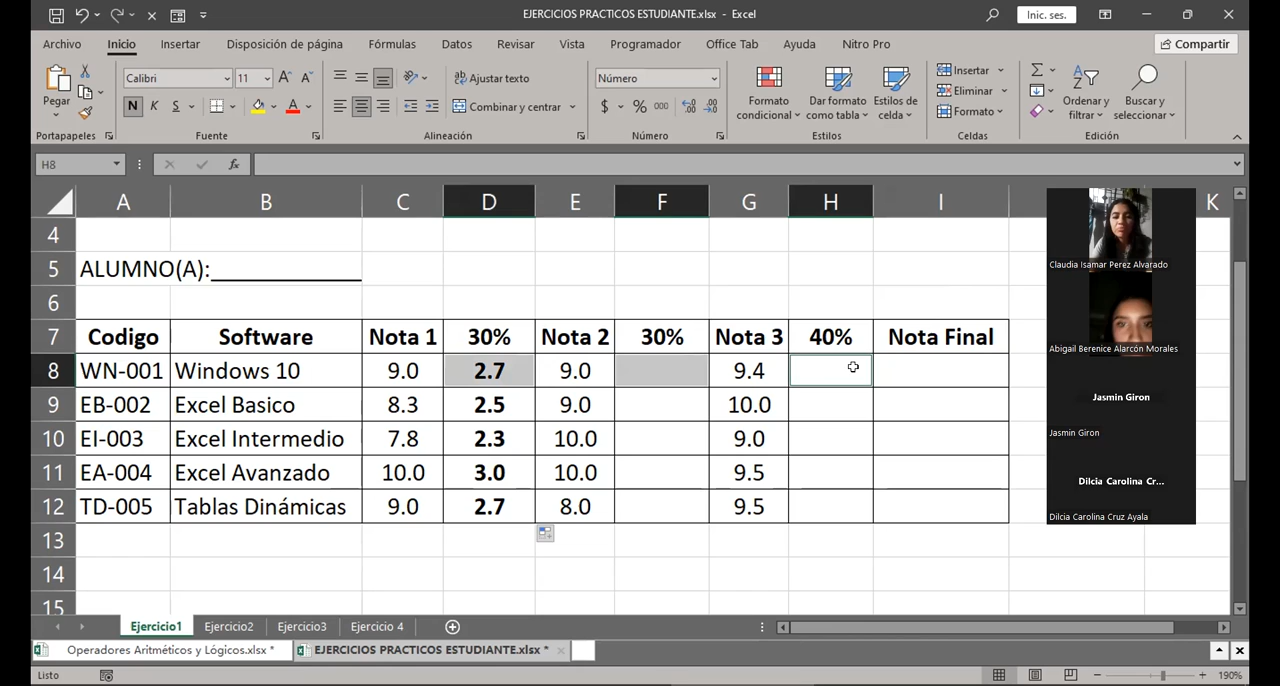 EJERCICIOS PRACTICOS ESTUDIANTE.xlsx - Excel
Inic. ses.
Archivo Inicio Insertar Disposición de página Fórmulas Datos Revisar Vista Programador Office Tab Ayuda Nitro Pro Compartir
Pegar
Calibri 11
N K S
Ajustar texto
Combinar y centrar
Número
$ % 000
Formato condicional
Dar formato como tabla
Estilos de celda
Insertar
Eliminar
Formato
Ordenar y filtrar
Buscar y seleccionar
Portapapeles Fuente Alineación Número Estilos Celdas Edición
H8 fx
A B C D E F G H I K
4
5 ALUMNO(A):____________
6
7 Codigo Software Nota 1 30% Nota 2 30% Nota 3 40% Nota Final
8 WN-001 Windows 10 9.0 2.7 9.0 9.4
9 EB-002 Excel Basico 8.3 2.5 9.0 10.0
10 EI-003 Excel Intermedio 7.8 2.3 10.0 9.0
11 EA-004 Excel Avanzado 10.0 3.0 10.0 9.5
12 TD-005 Tablas Dinámicas 9.0 2.7 8.0 9.5
13
14
15
Claudia Isamar Perez Alvarado
Abigail Berenice Alarcón Morales
Jasmin Giron
Jasmin Giron
Dilcia Carolina Cr...
Dilcia Carolina Cruz Ayala
Ejercicio1 Ejercicio2 Ejercicio3 Ejercicio 4
Operadores Aritméticos y Lógicos.xlsx * EJERCICIOS PRACTICOS ESTUDIANTE.xlsx *
Listo 190%